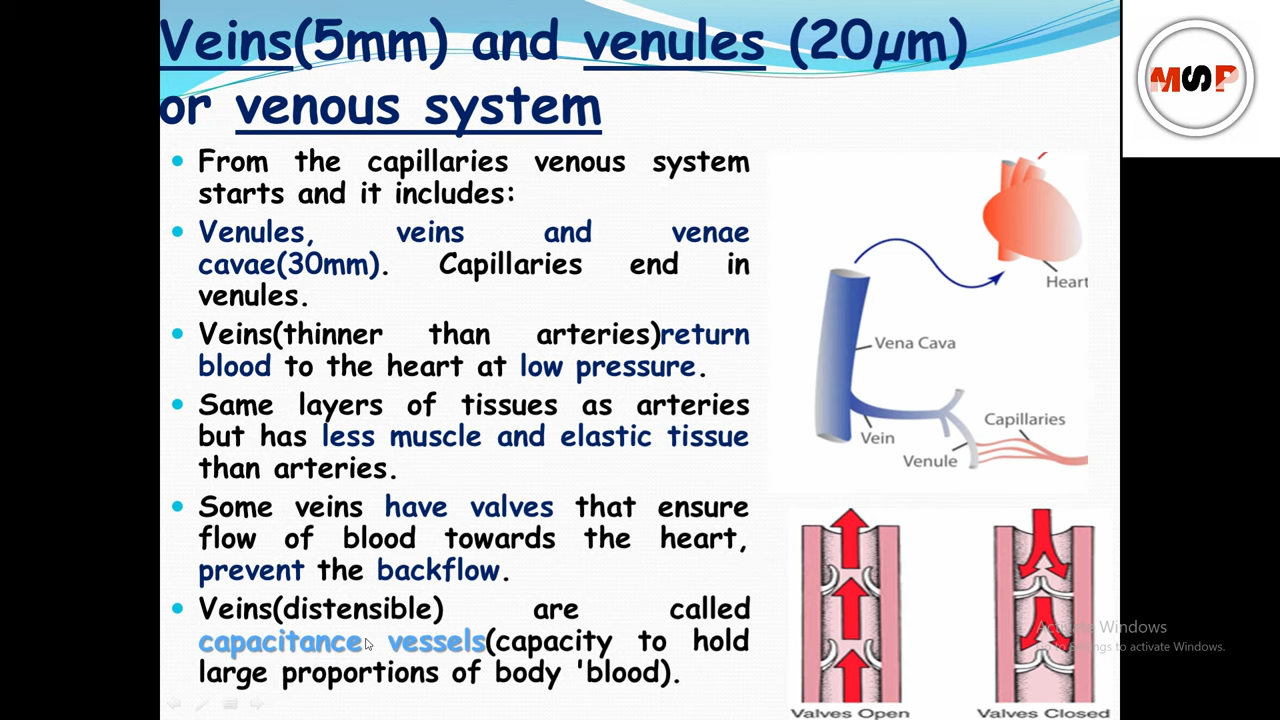 Veins(5mm) and venules (20µm)
or venous system
MSP
From the capillaries venous system
starts and it includes:
Venules, veins and venae
cavae(30mm). Capillaries end in
venules.
Veins(thinner than arteries)return
blood to the heart at low pressure.
Same layers of tissues as arteries
but has less muscle and elastic tissue
than arteries.
Some veins have valves that ensure
flow of blood towards the heart,
prevent the backflow.
Veins(distensible) are called
capacitance vessels(capacity to hold
large proportions of body 'blood).
Heart
Vena Cava
Capillaries
Vein
Venule
Activate Windows
Go to Settings to activate Windows.
Valves Open
Valves Closed